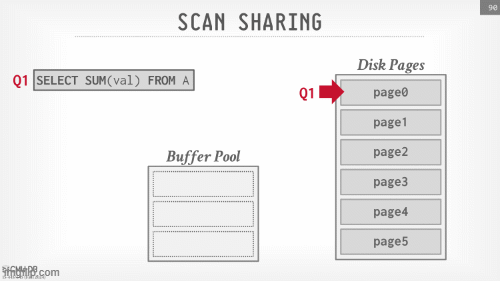 90
SCAN SHARING
Disk Pages
Q1 SELECT SUM(val) FROM A
Q1
page0
page1
page2
Buffer Pool
page3
page4
page5
imgflip.com